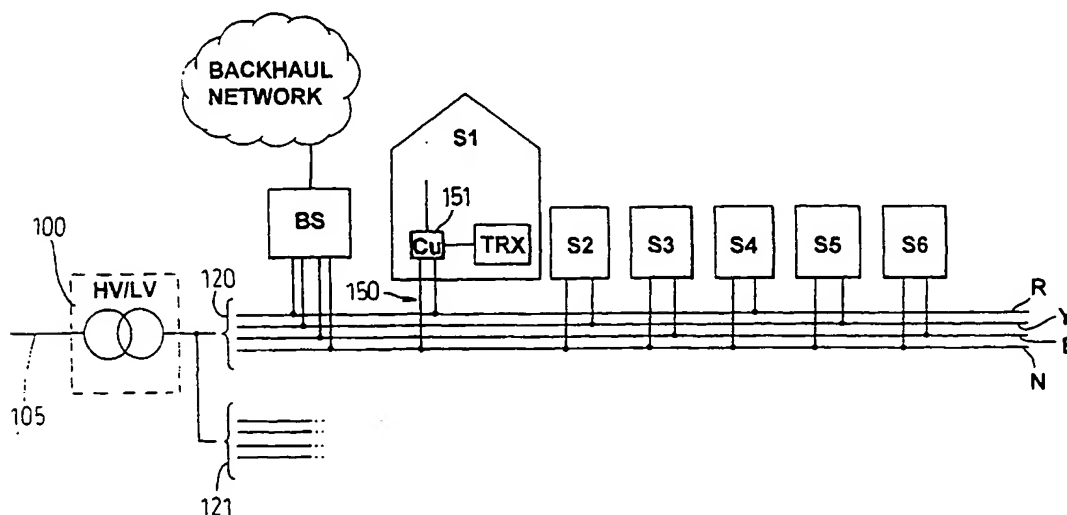 BACKHAUL
NETWORK
S1
151
BS
Cu
TRX
S2
S3
S4
S5
S6
100
HV/LV
120
150
R
Y
N
105
121